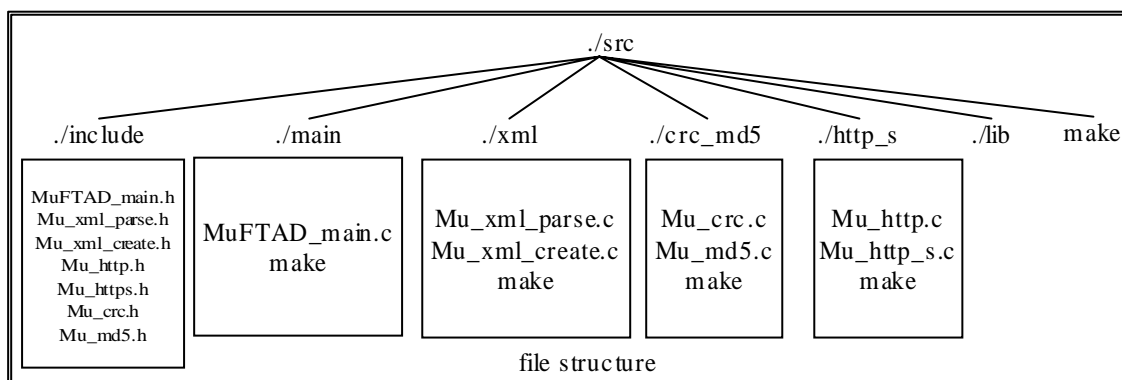 ./src
./include
./main
./xml
./crc_md5
./http_s
./lib
make
MuFTAD_main.h
Mu_xml_parse.h
Mu_xml_create.h
Mu_http.h
Mu_https.h
Mu_crc.h
Mu_md5.h
MuFTAD_main.c
make
Mu_xml_parse.c
Mu_xml_create.c
make
Mu_crc.c
Mu_md5.c
make
Mu_http.c
Mu_http_s.c
make
file structure